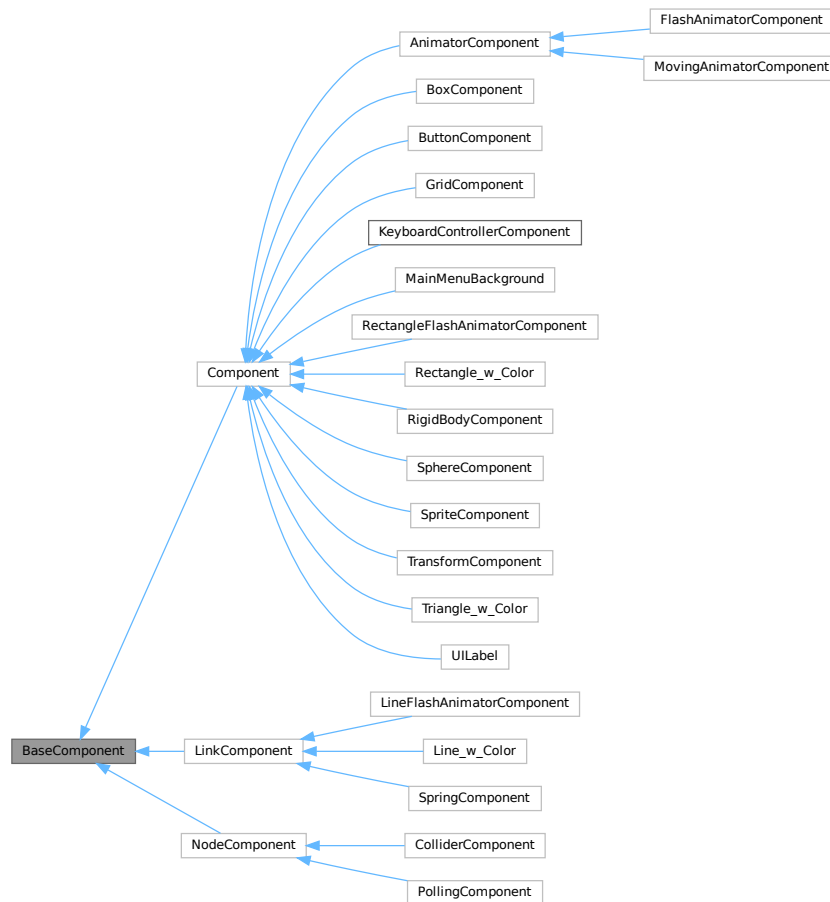 FlashAnimatorComponent
AnimatorComponent
MovingAnimatorComponent
BoxComponent
ButtonComponent
GridComponent
KeyboardControllerComponent
MainMenuBackground
RectangleFlashAnimatorComponent
Component
Rectangle_w_Color
RigidBodyComponent
SphereComponent
SpriteComponent
TransformComponent
Triangle_w_Color
UILabel
LineFlashAnimatorComponent
BaseComponent
LinkComponent
Line_w_Color
SpringComponent
NodeComponent
ColliderComponent
PollingComponent